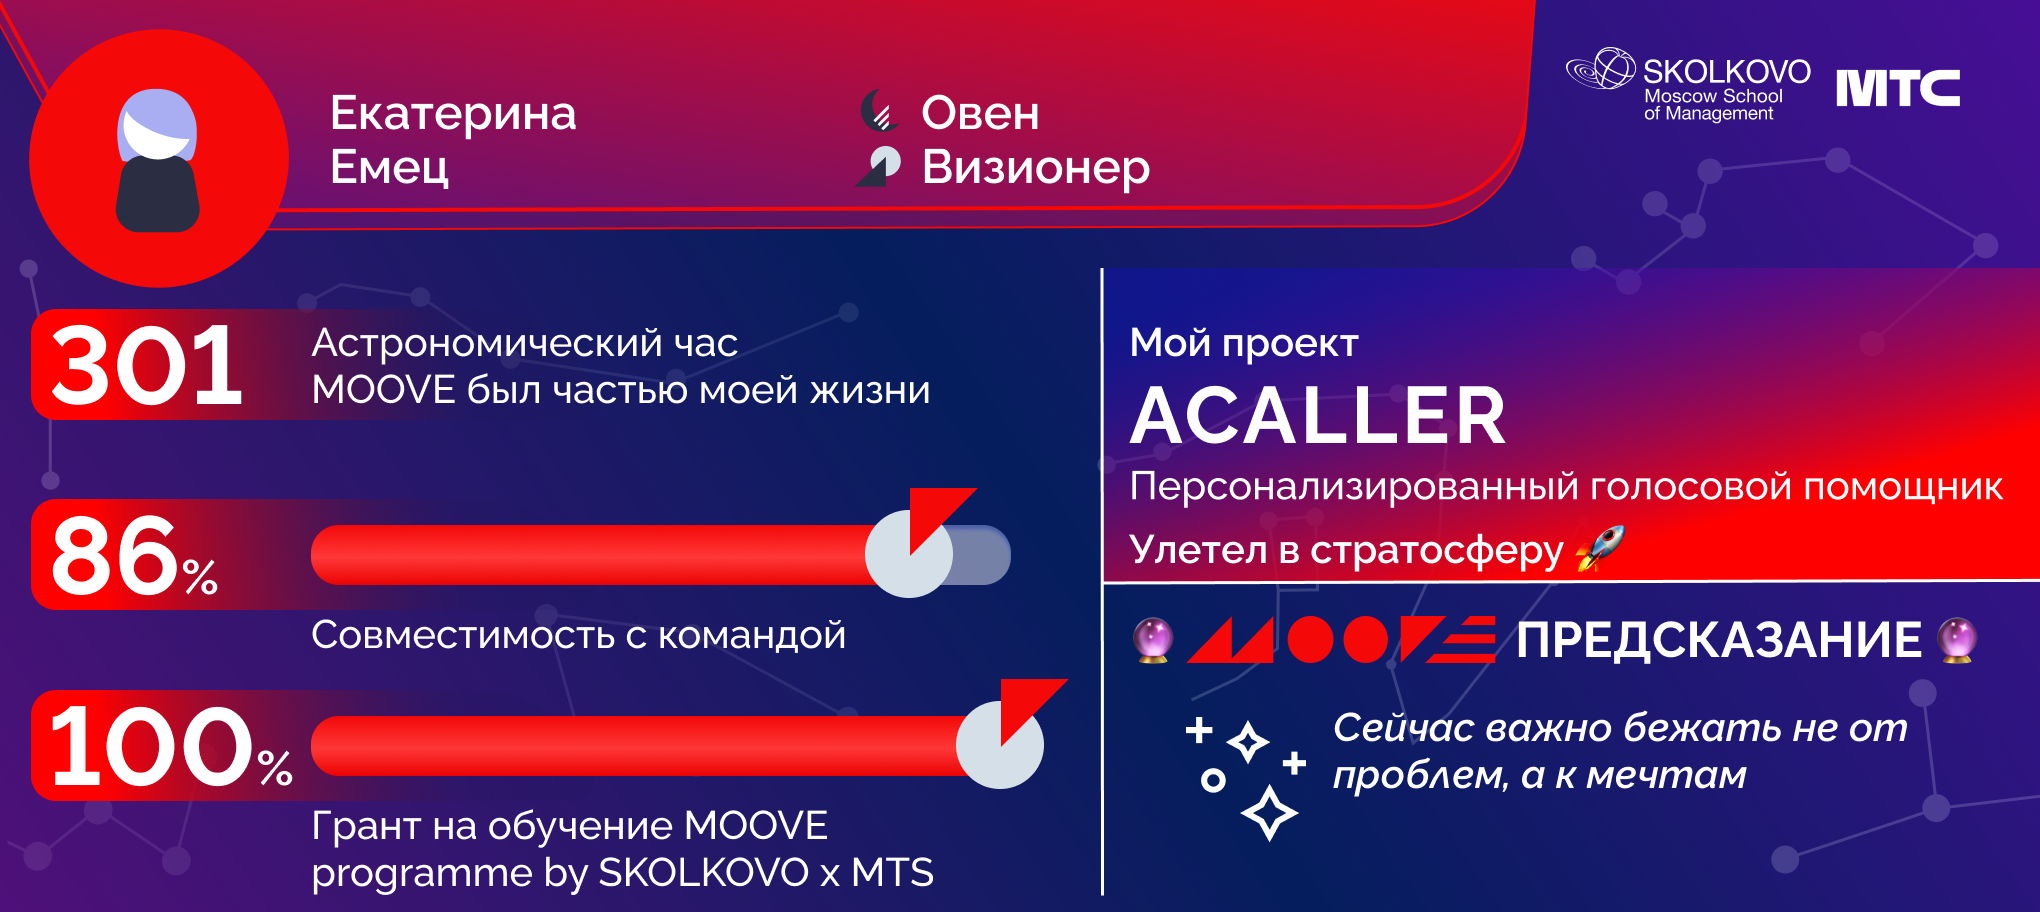 Екатерина
Емец
Овен
Визионер
SKOLKOVO
Moscow School
of Management
МТС
301
Астрономический час
MOOVE был частью моей жизни
86%
Совместимость с командой
100%
Грант на обучение MOOVE
programme by SKOLKOVO x MTS
Мой проект
ACALLER
Персонализированный голосовой помощник
Улетел в стратосферу 🚀
🔮 MOOVE ПРЕДСКАЗАНИЕ 🔮
Сейчас важно бежать не от
проблем, а к мечтам